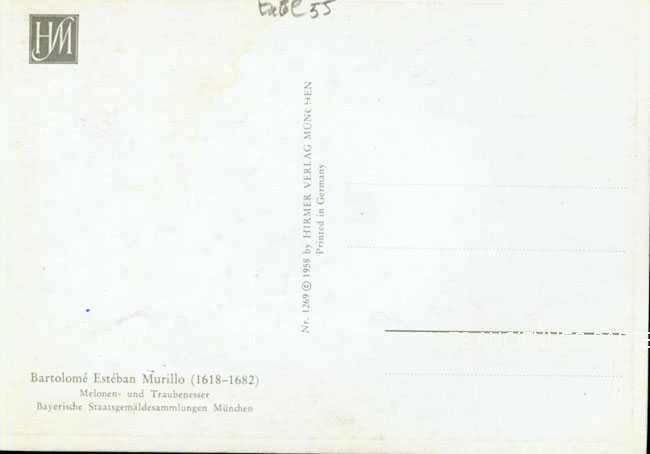 HM
Nr. 1269 © 1958 by HIRMER VERLAG MÜNCHEN
Printed in Germany
Bartolomé Estéban Murillo (1618–1682)
Melonen- und Traubenesser
Bayerische Staatsgemäldesammlungen München